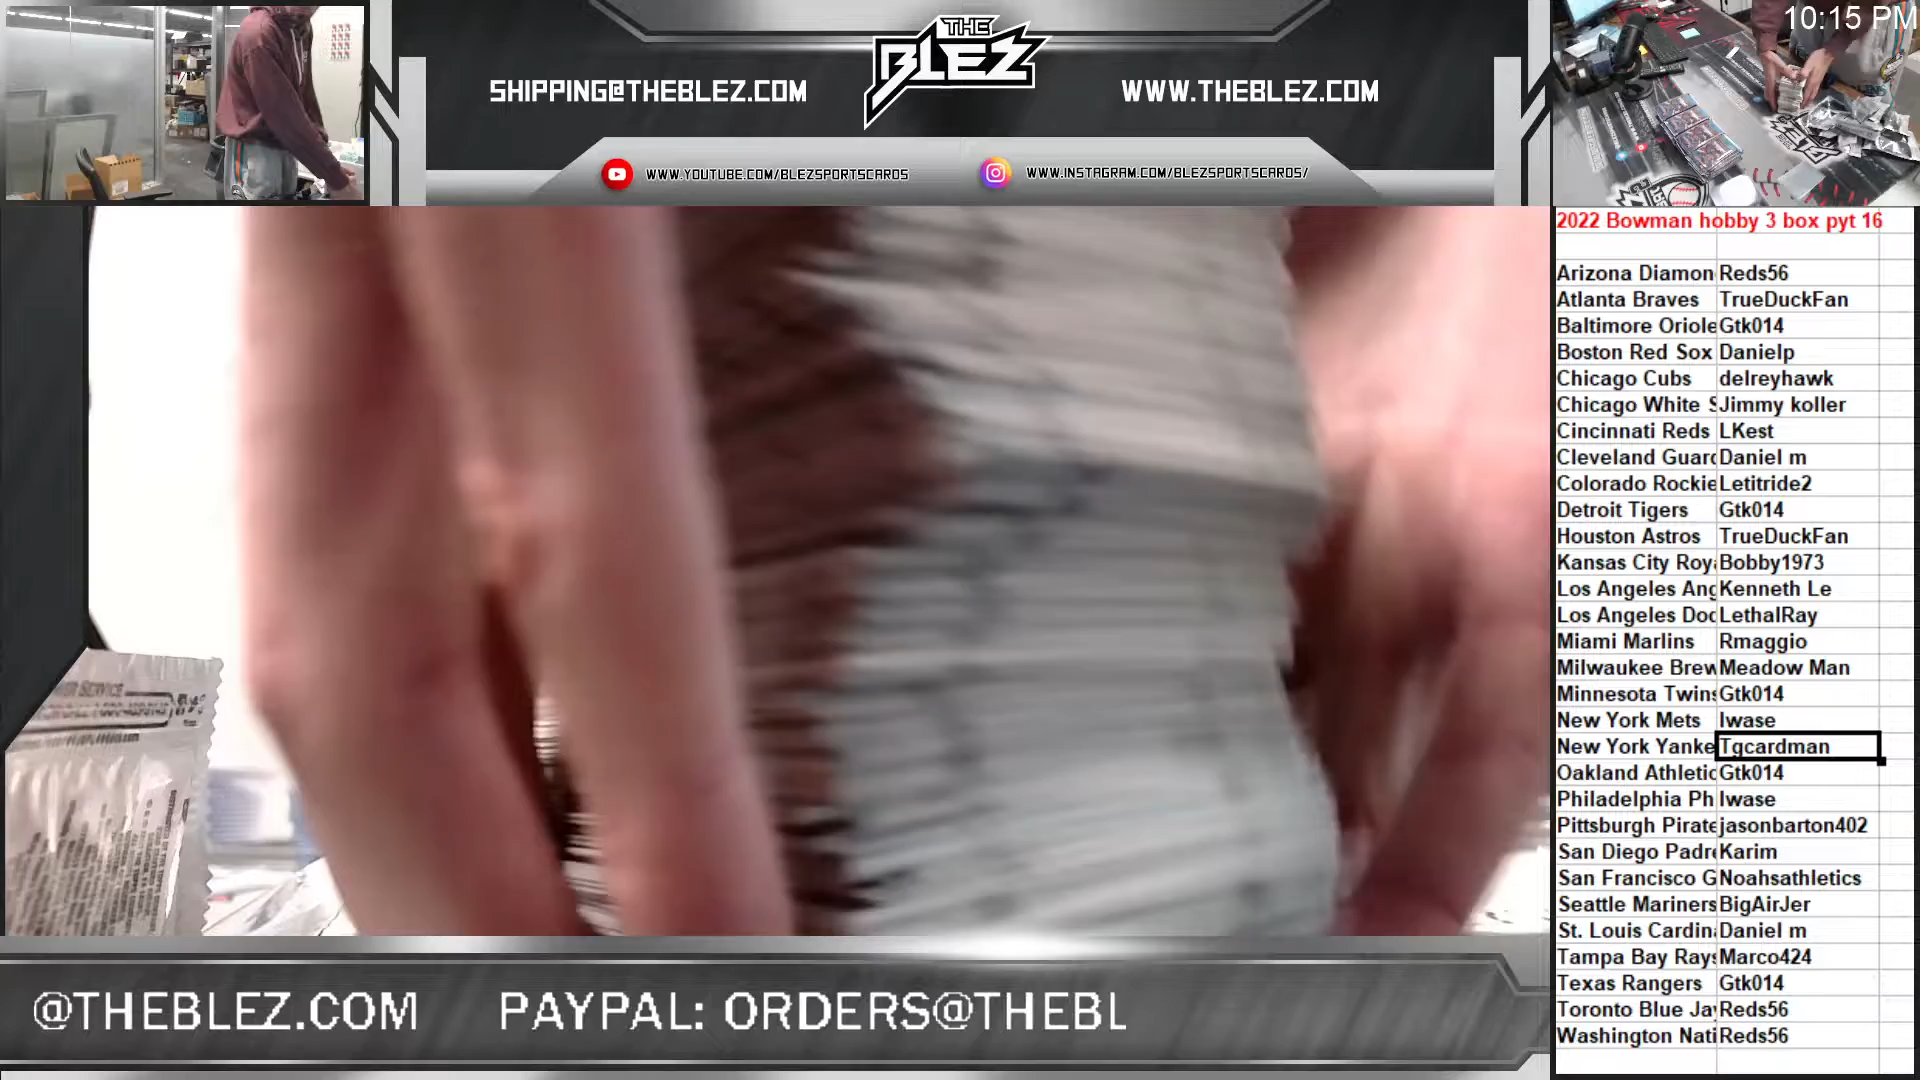 THE
BLEZ
SHIPPING@THEBLEZ.COM
WWW.THEBLEZ.COM
WWW.YOUTUBE.COM/BLEZSPORTSCARDS
WWW.INSTAGRAM.COM/BLEZSPORTSCARDS/
10:15 PM
2022 Bowman hobby 3 box pyt 16
Arizona Diamon Reds56
Atlanta Braves TrueDuckFan
Baltimore Oriole Gtk014
Boston Red Sox Danielp
Chicago Cubs delreyhawk
Chicago White S Jimmy koller
Cincinnati Reds LKest
Cleveland Guard Daniel m
Colorado Rockie Letitride2
Detroit Tigers Gtk014
Houston Astros TrueDuckFan
Kansas City Roya Bobby1973
Los Angeles Ang Kenneth Le
Los Angeles Dod LethalRay
Miami Marlins Rmaggio
Milwaukee Brew Meadow Man
Minnesota Twins Gtk014
New York Mets Iwase
New York Yanke Tgcardman
Oakland Athletic Gtk014
Philadelphia Ph Iwase
Pittsburgh Pirate jasonbarton402
San Diego Padre Karim
San Francisco G Noahsathletics
Seattle Mariners BigAirJer
St. Louis Cardina Daniel m
Tampa Bay Rays Marco424
Texas Rangers Gtk014
Toronto Blue Jay Reds56
Washington Nati Reds56
@THEBLEZ.COM PAYPAL: ORDERS@THEBL